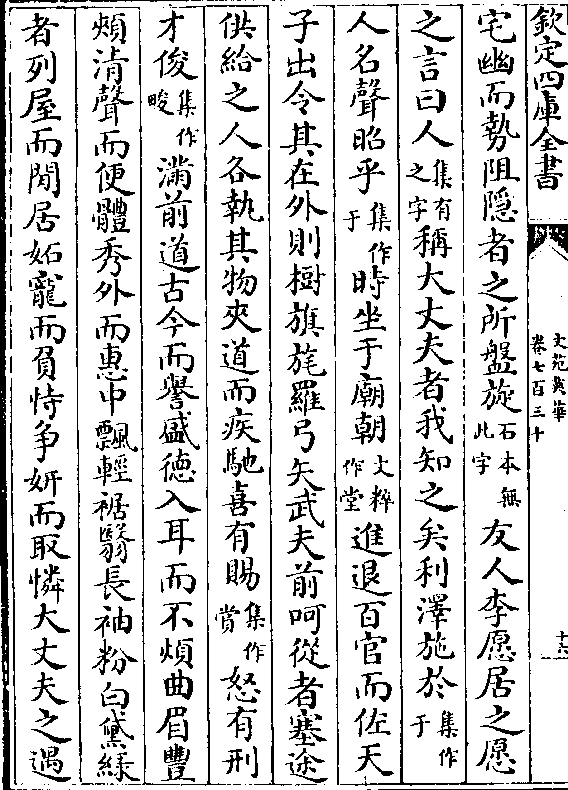 欽定四庫全書
文苑英華
卷七百三十
十六
宅幽而勢阻隱者之所盤旋石本無此字友人李愿居之愿
之言曰人集有之字稱大丈夫者我知之矣利澤施於集作于
人名聲昭乎集作于時坐于廟朝文粹作堂進退百官而佐天
子出令其在外則樹旗旄羅弓矢武夫前呵從者塞途
供給之人各執其物夾道而疾馳喜有賜集作賞怒有刑
才俊集作畯滿前道古今而譽盛德入耳而不煩曲眉豐
頰清聲而便體秀外而惠中飄輕裾翳長袖粉白黛緑
者列屋而閒居妬寵而負恃争妍而取憐大丈夫之遇